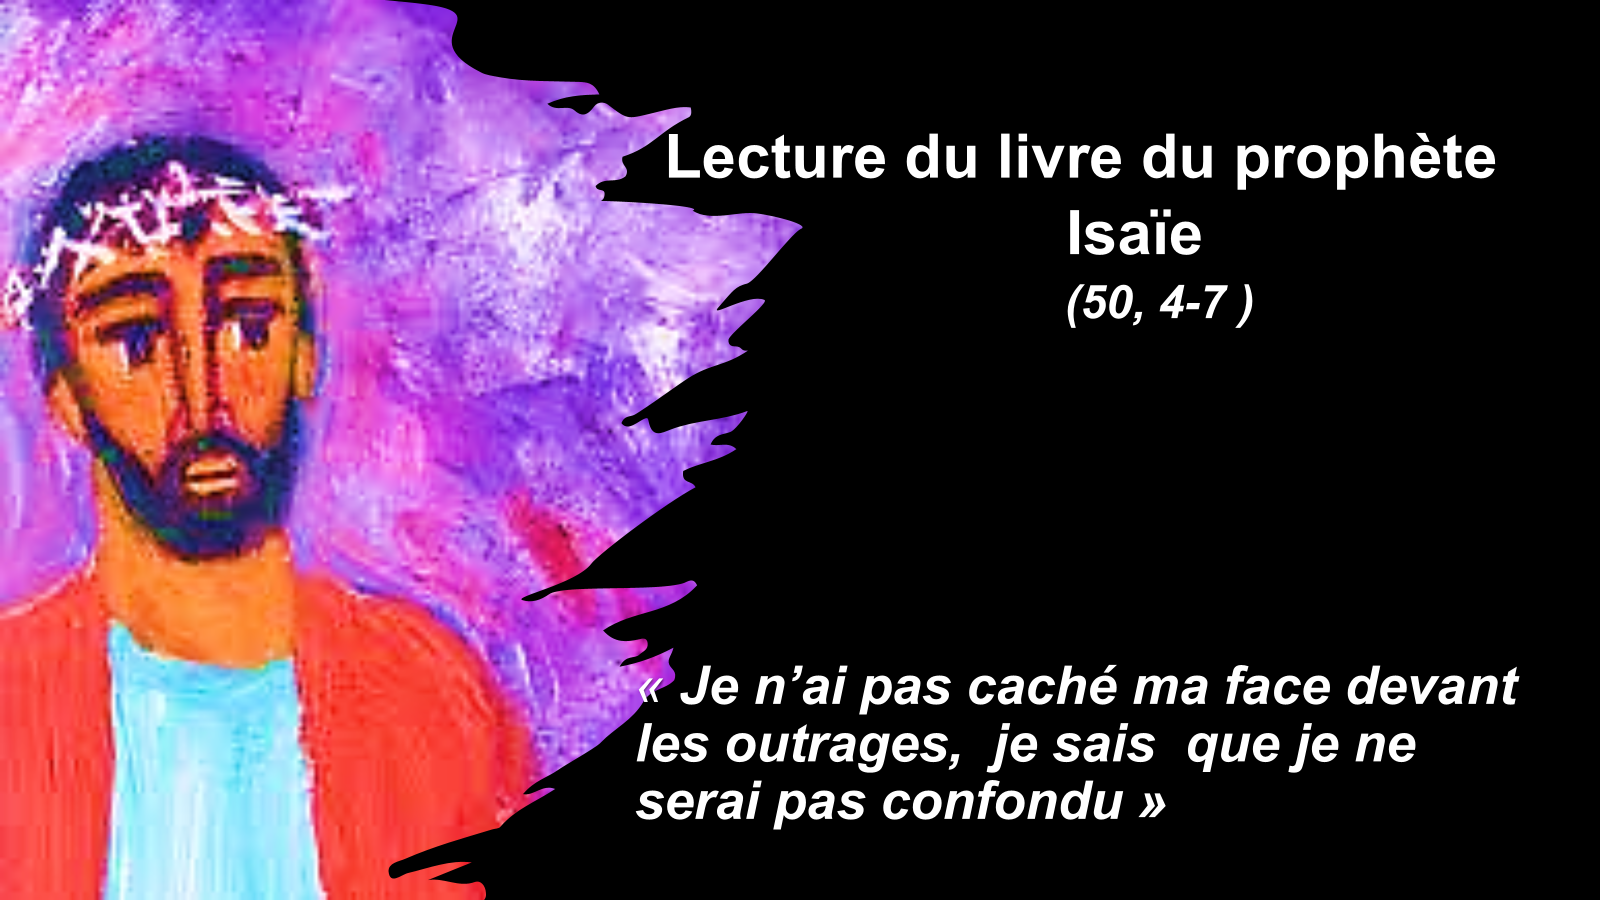 Lecture du livre du prophète
Isaïe
(50, 4-7 )
« Je n’ai pas caché ma face devant
les outrages,  je sais  que je ne
serai pas confondu »